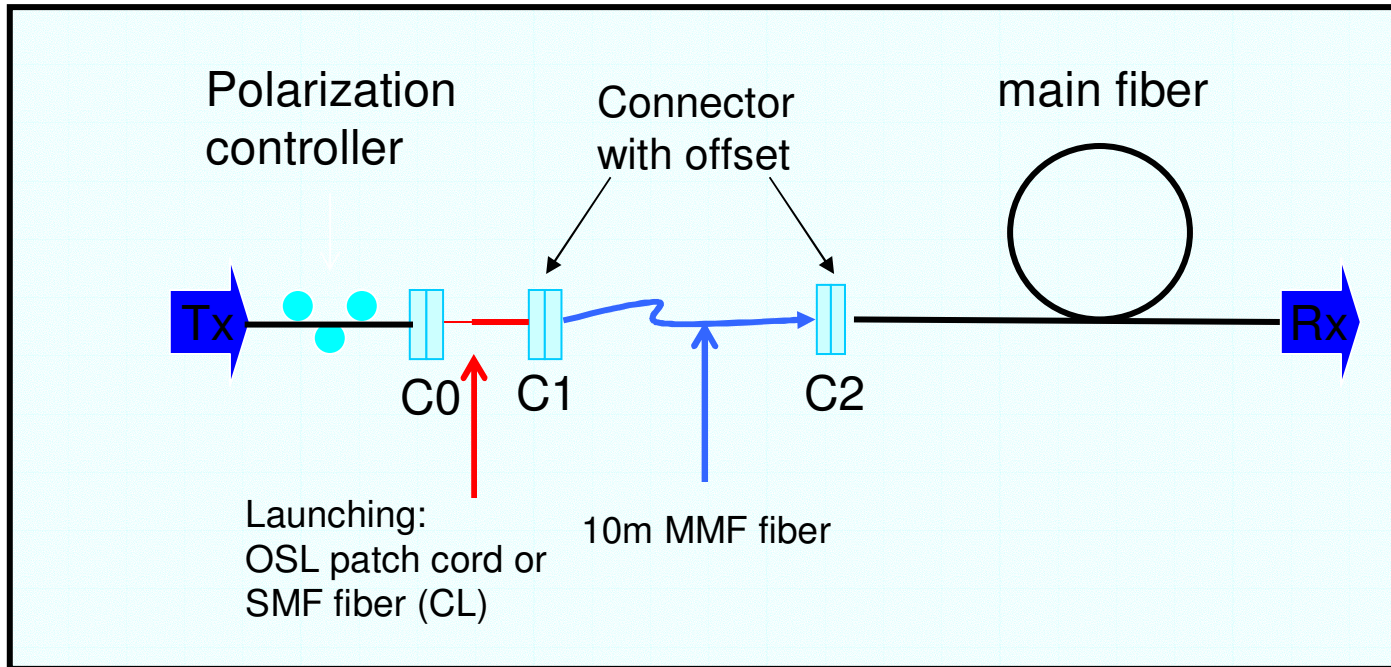 Polarization
controller
Connector
with offset
main fiber
Tx
Rx
C0
C1
C2
Launching:
OSL patch cord or
SMF fiber (CL)
10m MMF fiber